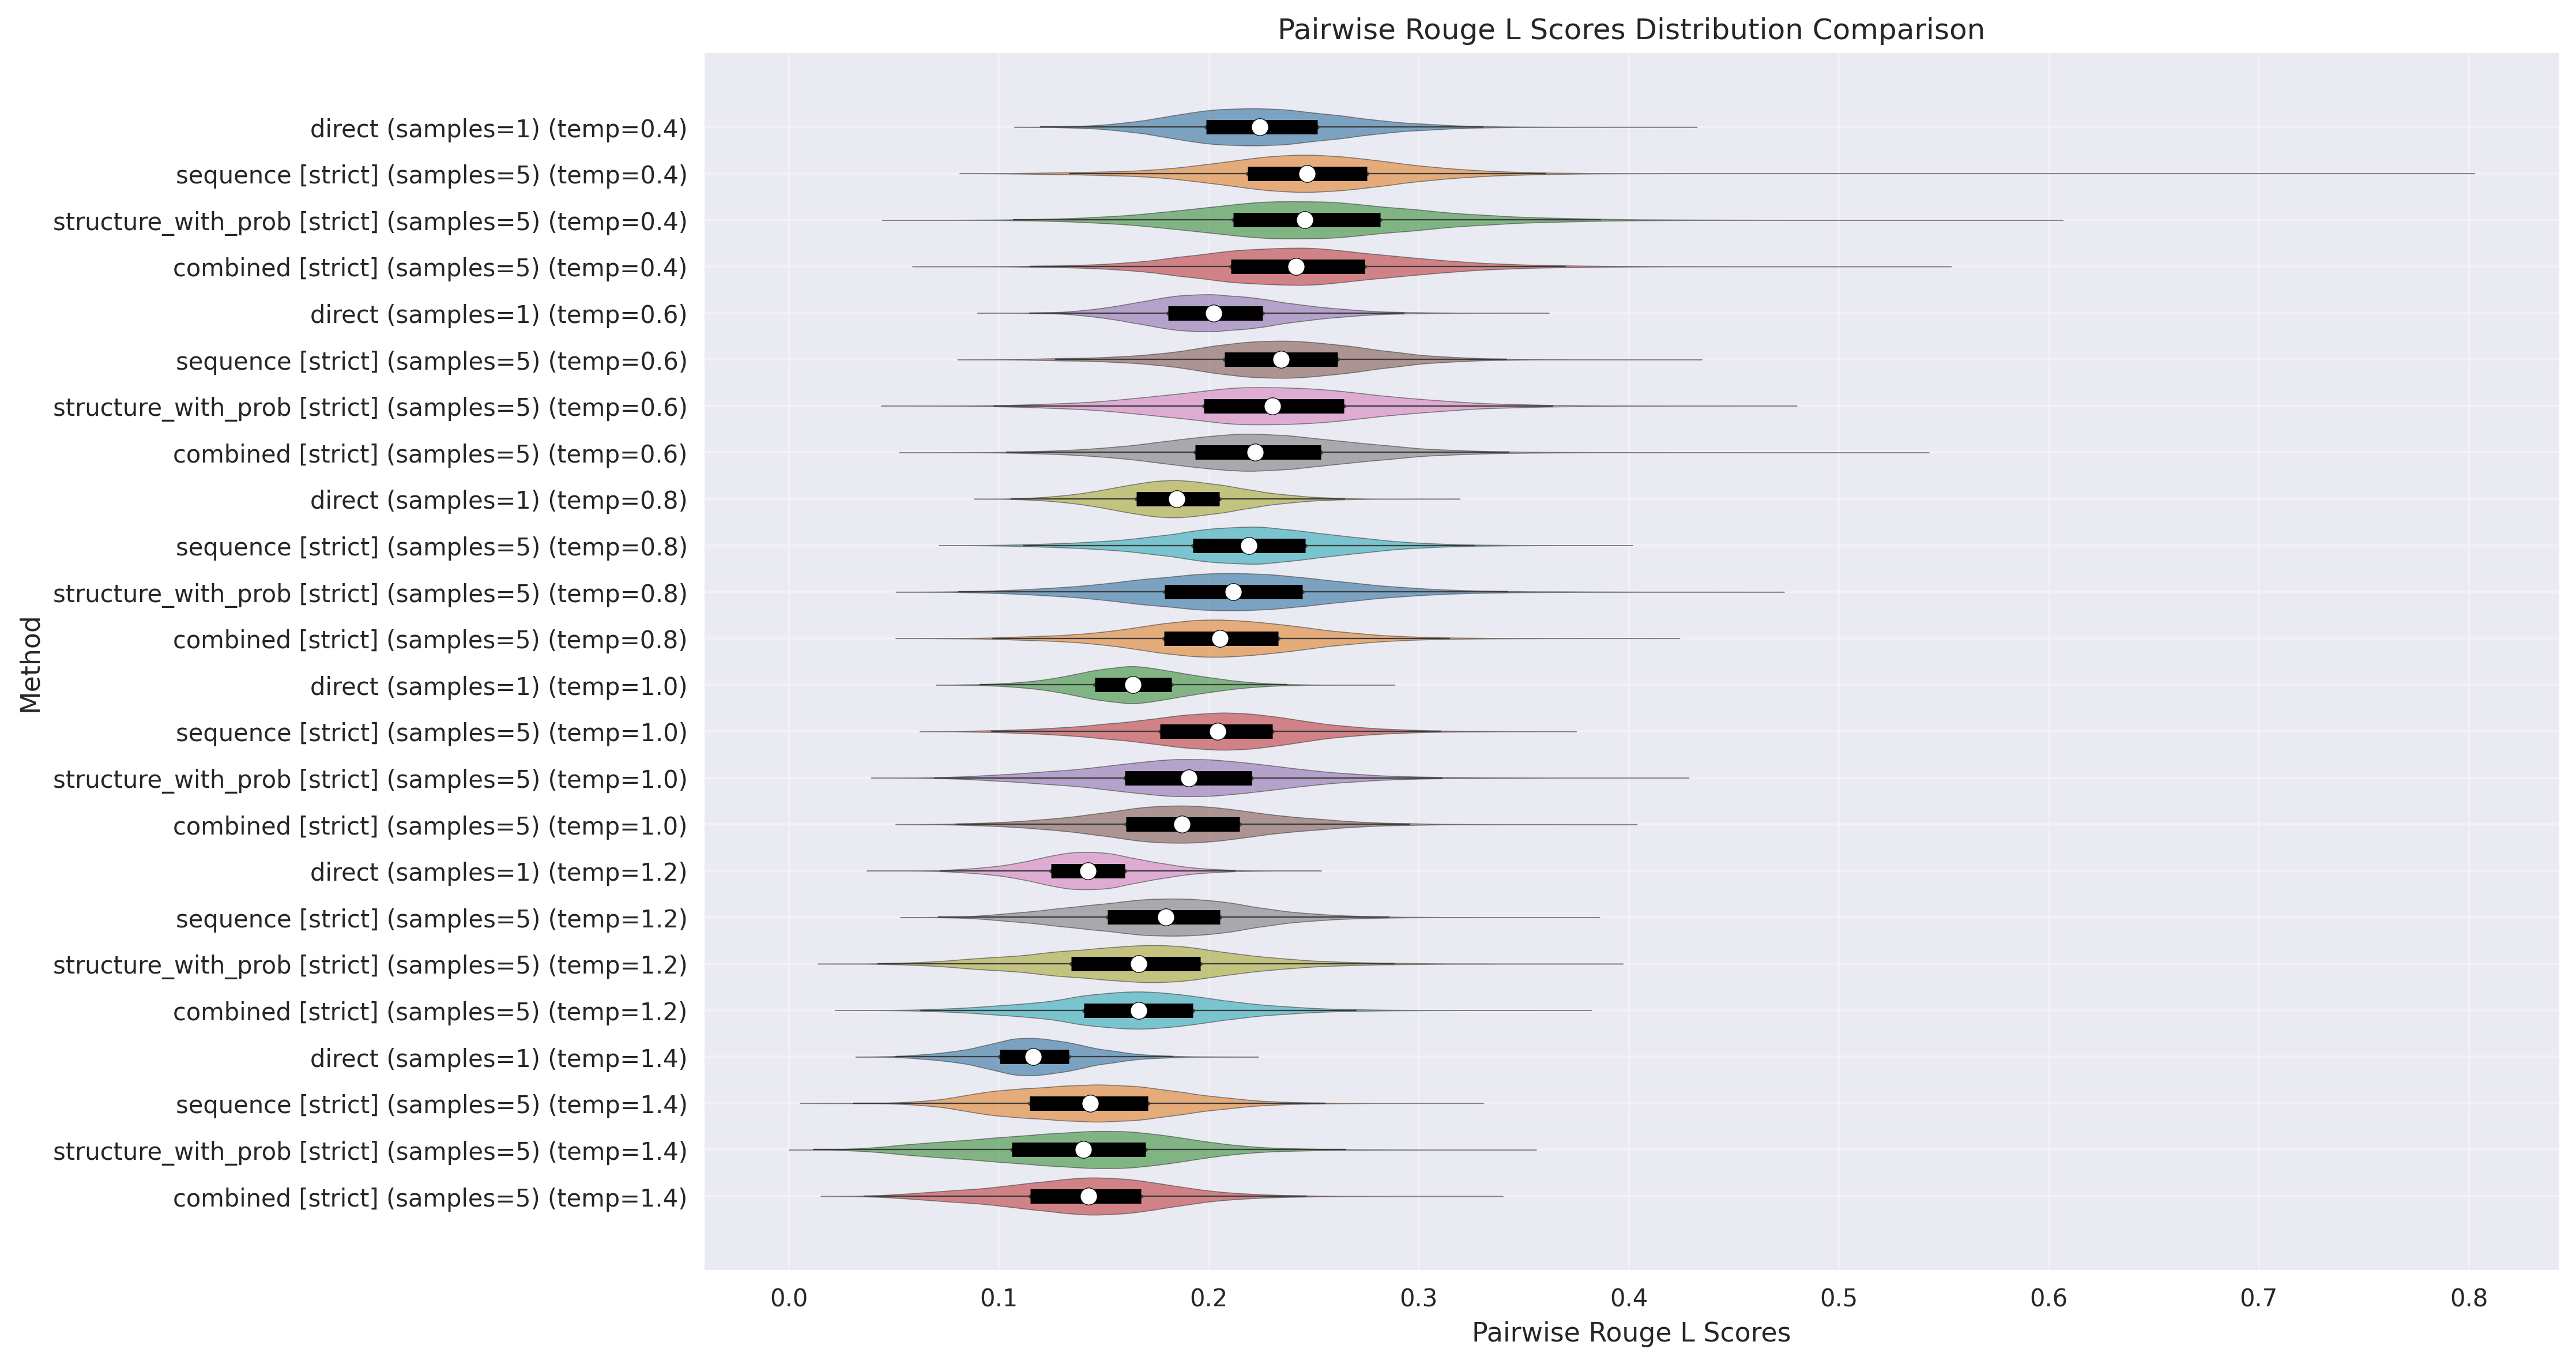 Pairwise Rouge L Scores Distribution Comparison
direct (samples=1) (temp=0.4)
sequence [strict] (samples=5) (temp=0.4)
structure_with_prob [strict] (samples=5) (temp=0.4)
combined [strict] (samples=5) (temp=0.4)
direct (samples=1) (temp=0.6)
sequence [strict] (samples=5) (temp=0.6)
structure_with_prob [strict] (samples=5) (temp=0.6)
combined [strict] (samples=5) (temp=0.6)
direct (samples=1) (temp=0.8)
sequence [strict] (samples=5) (temp=0.8)
structure_with_prob [strict] (samples=5) (temp=0.8)
combined [strict] (samples=5) (temp=0.8)
direct (samples=1) (temp=1.0)
sequence [strict] (samples=5) (temp=1.0)
structure_with_prob [strict] (samples=5) (temp=1.0)
combined [strict] (samples=5) (temp=1.0)
direct (samples=1) (temp=1.2)
sequence [strict] (samples=5) (temp=1.2)
structure_with_prob [strict] (samples=5) (temp=1.2)
combined [strict] (samples=5) (temp=1.2)
direct (samples=1) (temp=1.4)
sequence [strict] (samples=5) (temp=1.4)
structure_with_prob [strict] (samples=5) (temp=1.4)
combined [strict] (samples=5) (temp=1.4)
Method
0.0 0.1 0.2 0.3 0.4 0.5 0.6 0.7 0.8
Pairwise Rouge L Scores